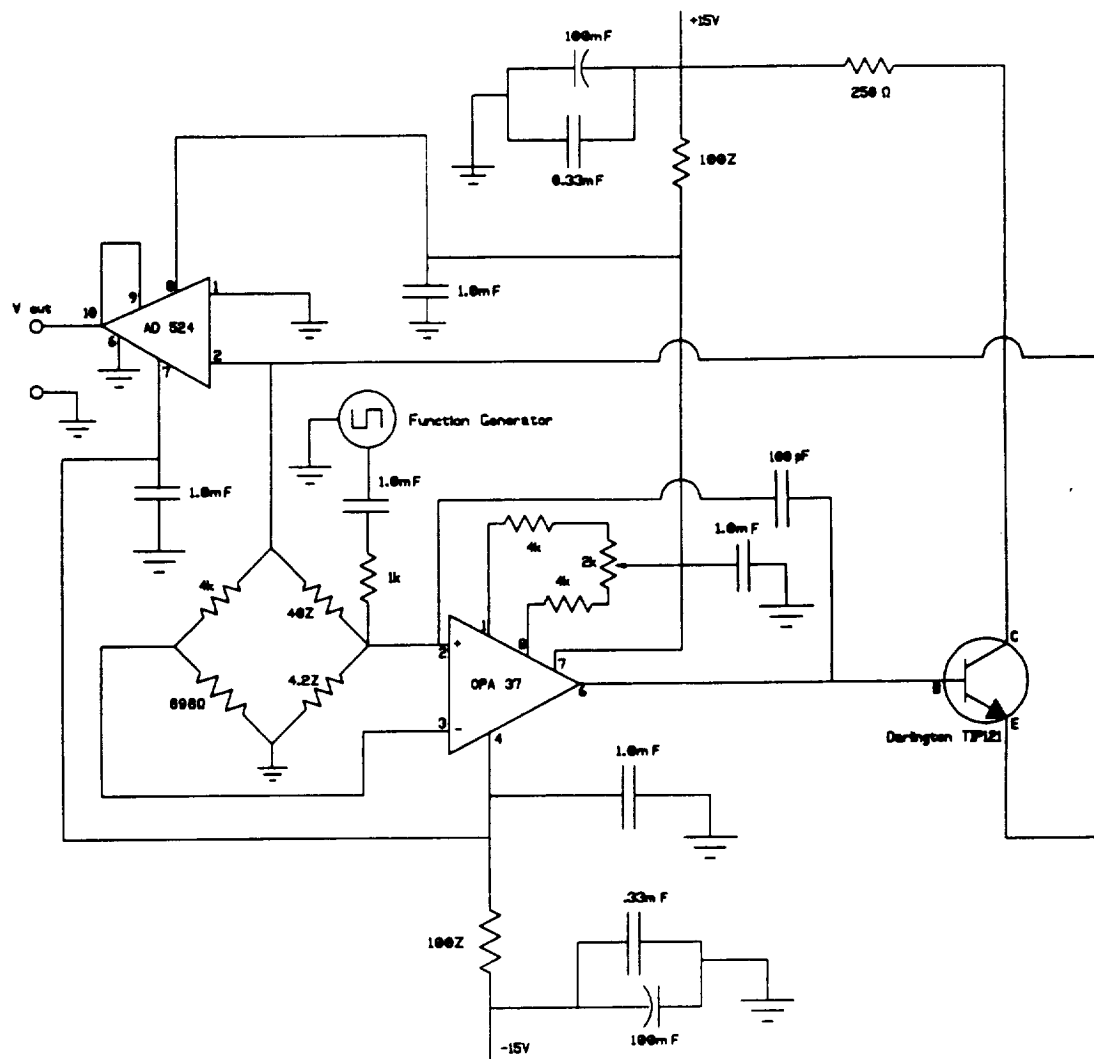 +15V
100mF
250 Ω
0.33mF
100Z
8
1
9
10
V out
AD 524
1.0mF
6
7
2
Function Generator
1.0mF
1.0mF
100 pF
1.0mF
4k
2k
4k
1k
4k
40Z
1
8
2
+
7
OPA 37
6
C
B
E
Darlington TIP121
4.2Z
898Ω
3
-
4
1.0mF
.33mF
100Z
100mF
-15V